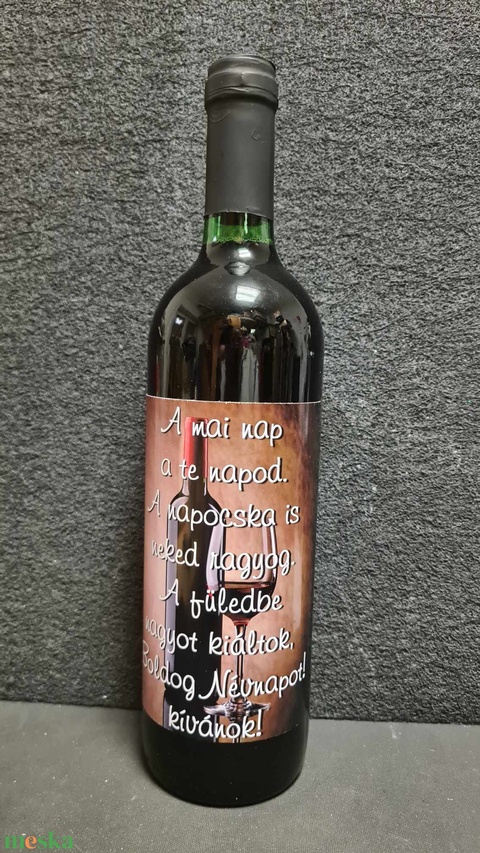 A mai nap
a te napod.
A napocska is
neked ragyog.
A füledbe
nagyot kiáltok,
Boldog Névnapot!
kívánok!
meska